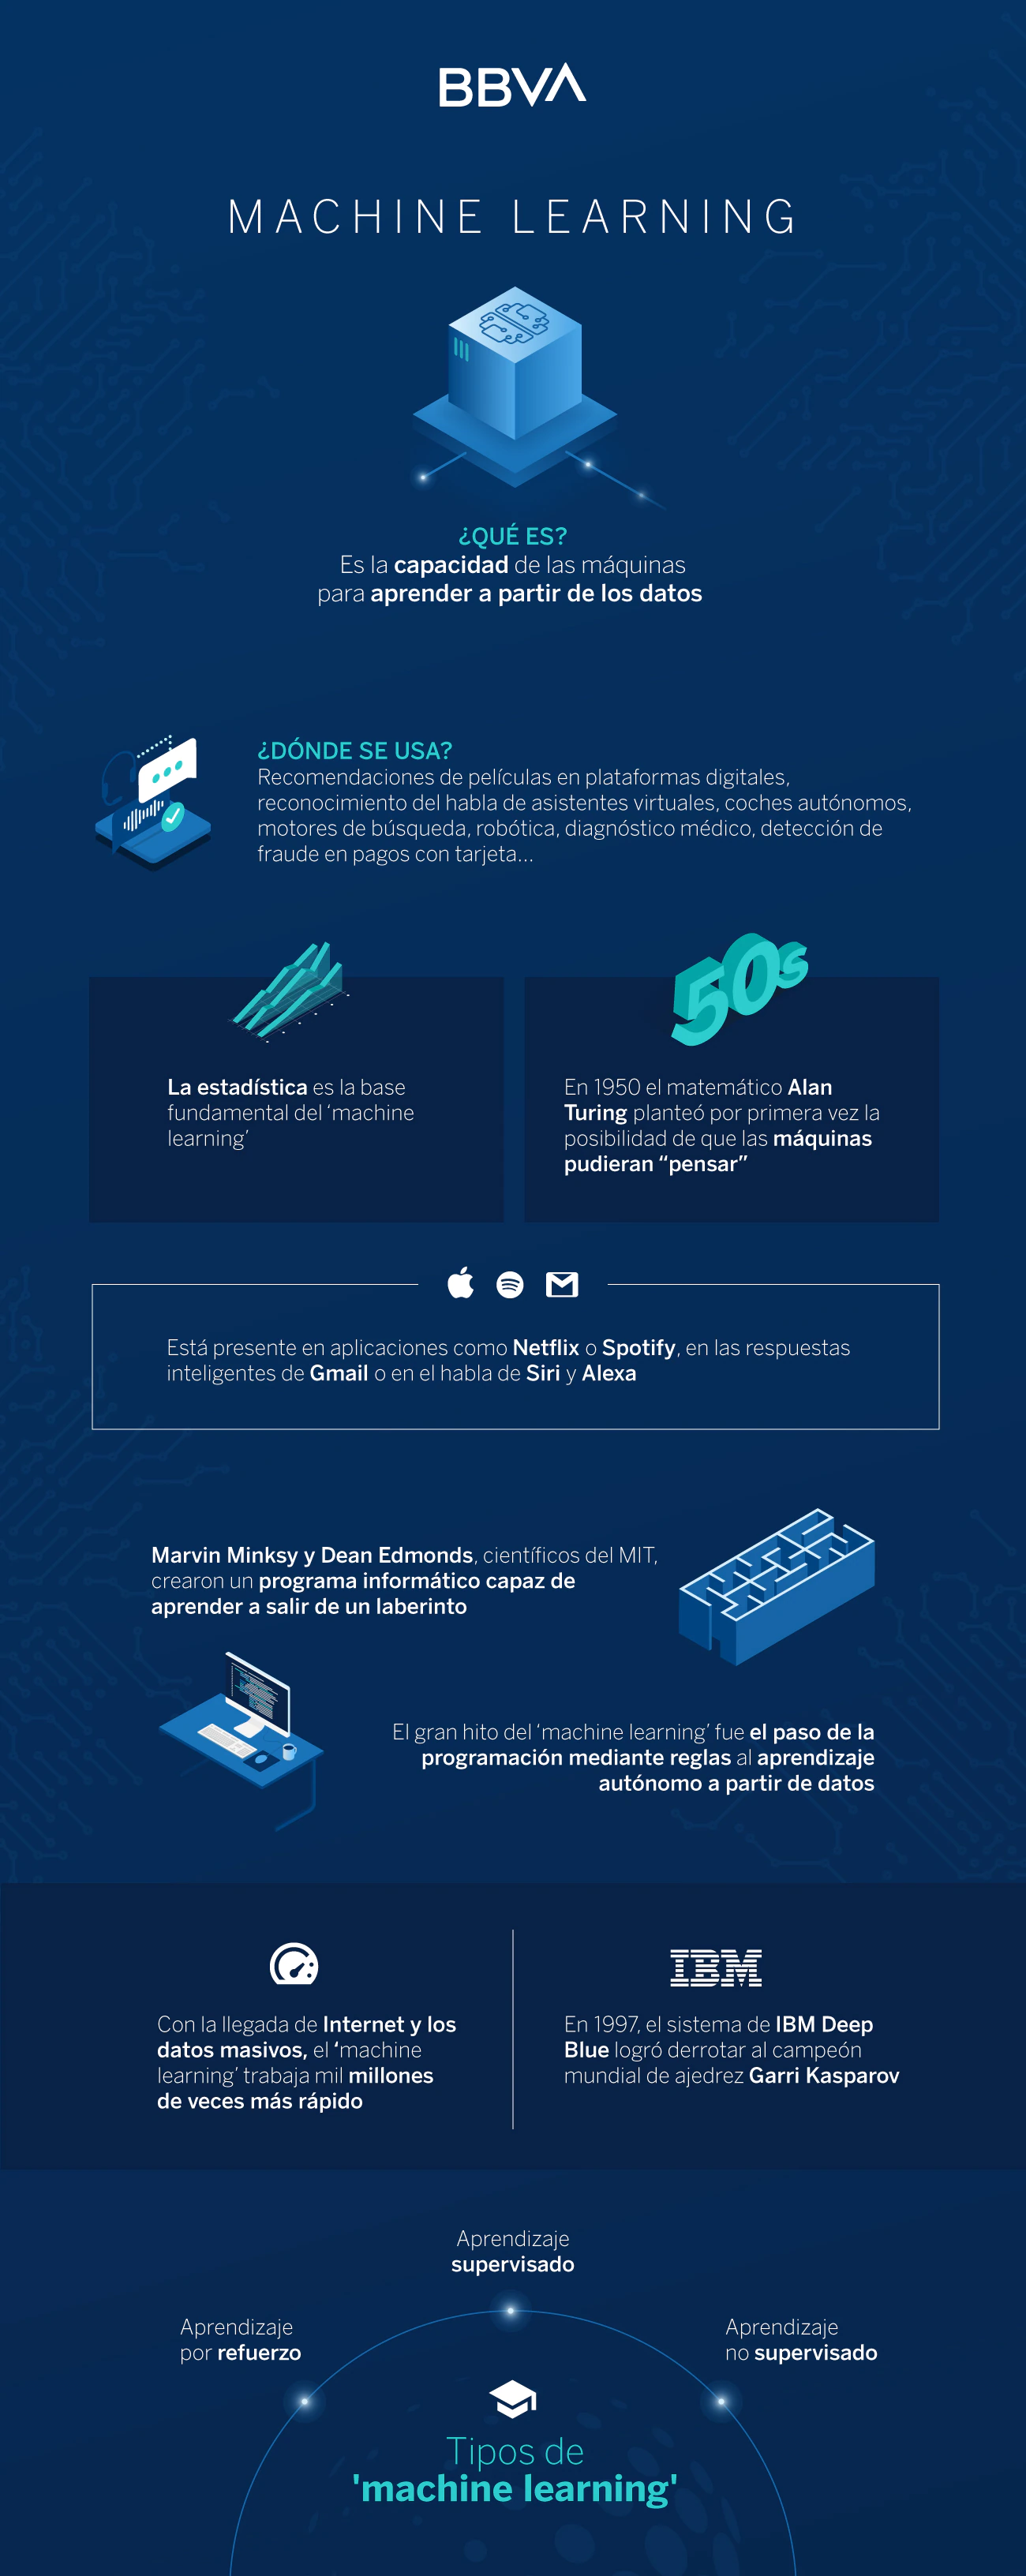 BBVA
MACHINE LEARNING
¿QUÉ ES?
Es la capacidad de las máquinas
para aprender a partir de los datos
¿DÓNDE SE USA?
Recomendaciones de películas en plataformas digitales,
reconocimiento del habla de asistentes virtuales, coches autónomos,
motores de búsqueda, robótica, diagnóstico médico, detección de
fraude en pagos con tarjeta...
La estadística es la base
fundamental del ‘machine
learning’
50s
En 1950 el matemático Alan
Turing planteó por primera vez la
posibilidad de que las máquinas
pudieran “pensar”
Está presente en aplicaciones como Netflix o Spotify, en las respuestas
inteligentes de Gmail o en el habla de Siri y Alexa
Marvin Minksy y Dean Edmonds, científicos del MIT,
crearon un programa informático capaz de
aprender a salir de un laberinto
El gran hito del ‘machine learning’ fue el paso de la
programación mediante reglas al aprendizaje
autónomo a partir de datos
Con la llegada de Internet y los
datos masivos, el ‘machine
learning’ trabaja mil millones
de veces más rápido
IBM
En 1997, el sistema de IBM Deep
Blue logró derrotar al campeón
mundial de ajedrez Garri Kasparov
Aprendizaje
supervisado
Aprendizaje
por refuerzo
Aprendizaje
no supervisado
Tipos de
'machine learning'